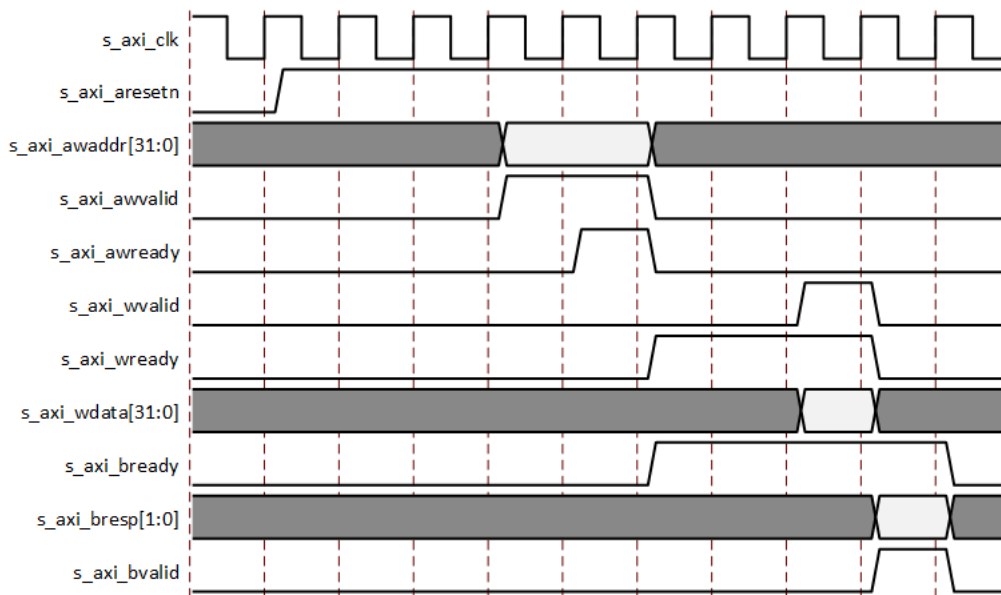 s_axi_clk
s_axi_aresetn
s_axi_awaddr[31:0]
s_axi_awvalid
s_axi_awready
s_axi_wvalid
s_axi_wready
s_axi_wdata[31:0]
s_axi_bready
s_axi_bresp[1:0]
s_axi_bvalid